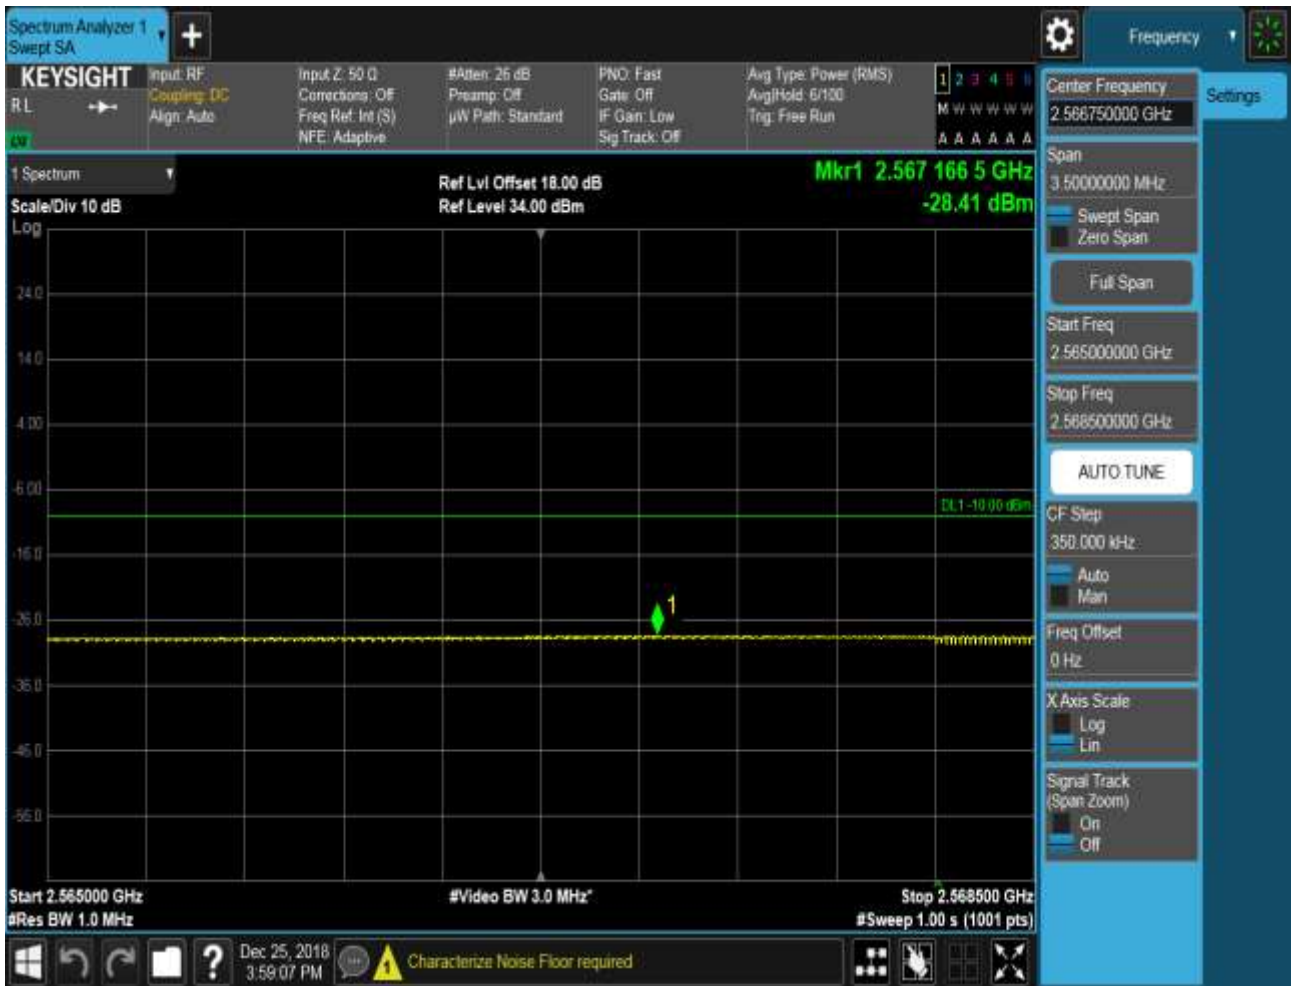 Spectrum Analyzer 1
Swept SA
Frequency
KEYSIGHT
RL
Input: RF
Coupling: DC
Align: Auto
Input Z: 50 Ω
Corrections: Off
Freq Ref: Int (S)
NFE: Adaptive
#Atten: 26 dB
Preamp: Off
µW Path: Standard
PNO: Fast
Gate: Off
IF Gain: Low
Sig Track: Off
Avg Type: Power (RMS)
Avg|Hold: 6/100
Trig: Free Run
1 2 3 4 5 6
M W W W W W
A A A A A A
1 Spectrum
Scale/Div 10 dB
Log
Ref Lvl Offset 18.00 dB
Ref Level 34.00 dBm
Mkr1 2.567 166 5 GHz
-28.41 dBm
24.0
14.0
4.00
-6.00
DL1 -10.00 dBm
-16.0
1
-26.0
-36.0
-46.0
-56.0
Start 2.565000 GHz
#Res BW 1.0 MHz
#Video BW 3.0 MHz*
Stop 2.568500 GHz
#Sweep 1.00 s (1001 pts)
Center Frequency
2.566750000 GHz
Settings
Span
3.50000000 MHz
Swept Span
Zero Span
Full Span
Start Freq
2.565000000 GHz
Stop Freq
2.568500000 GHz
AUTO TUNE
CF Step
350.000 kHz
Auto
Man
Freq Offset
0 Hz
X Axis Scale
Log
Lin
Signal Track
(Span Zoom)
On
Off
Dec 25, 2018
3:59:07 PM
1
Characterize Noise Floor required